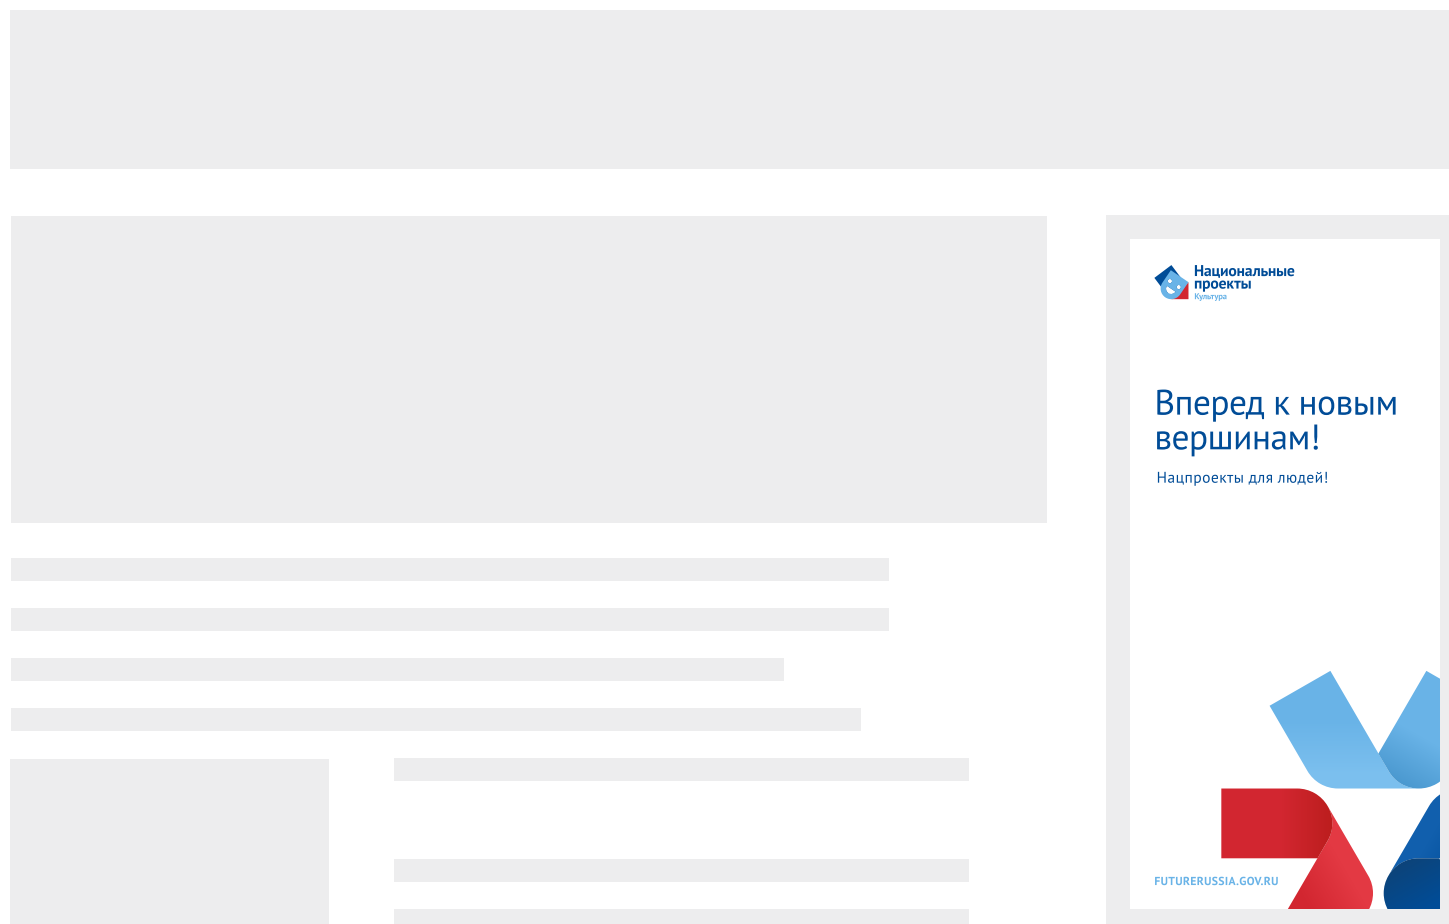 Национальные
проекты
Культура
Вперед к новым
вершинам!
Нацпроекты для людей!
FUTURERUSSIA.GOV.RU